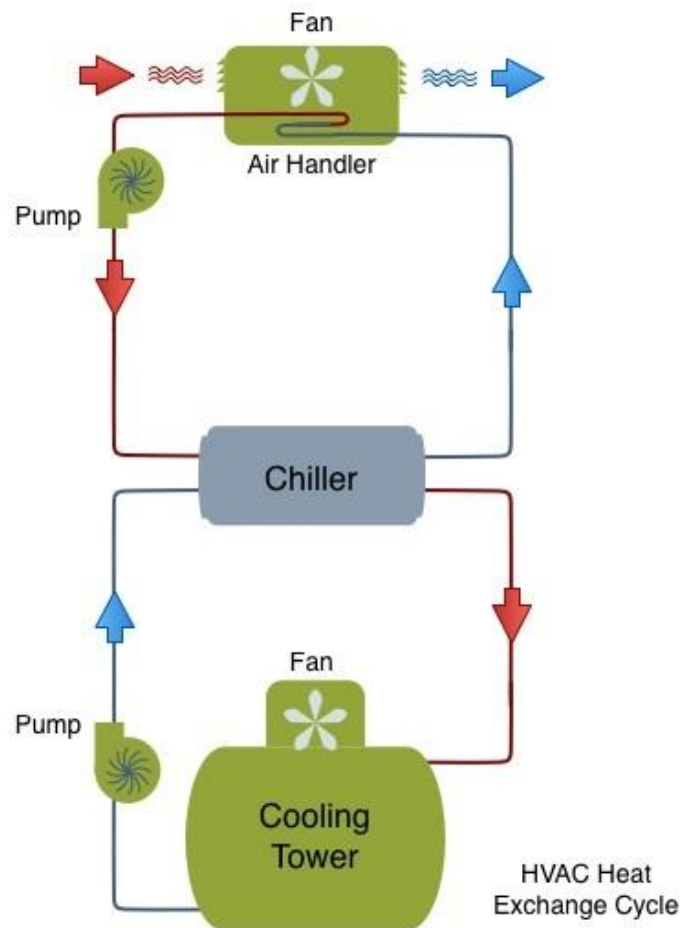 Fan
Air Handler
Pump
Chiller
Fan
Pump
Cooling
Tower
HVAC Heat
Exchange Cycle